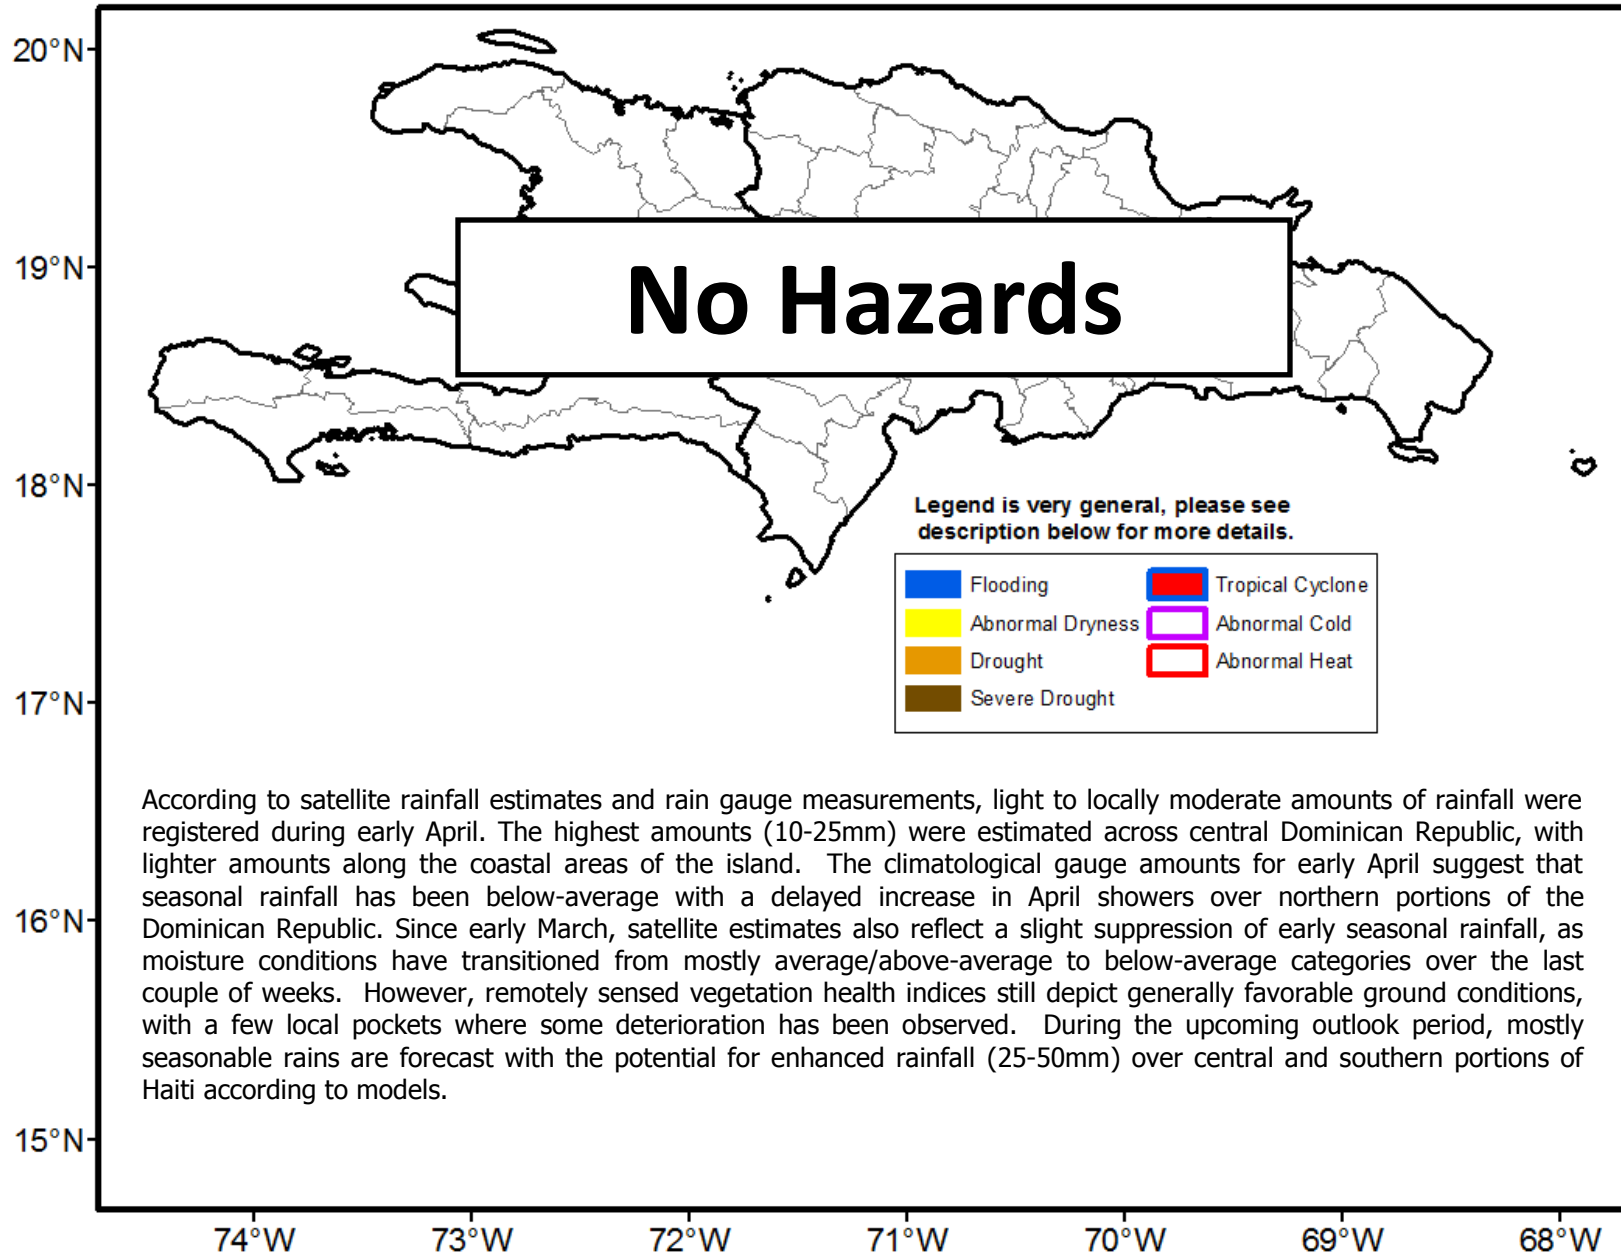 20°N
19°N
18°N
17°N
16°N
15°N
No Hazards
Legend is very general, please see
description below for more details.
Flooding
Tropical Cyclone
Abnormal Dryness
Abnormal Cold
Drought
Abnormal Heat
Severe Drought
According to satellite rainfall estimates and rain gauge measurements, light to locally moderate amounts of rainfall were
registered during early April. The highest amounts (10-25mm) were estimated across central Dominican Republic, with
lighter amounts along the coastal areas of the island. The climatological gauge amounts for early April suggest that
seasonal rainfall has been below-average with a delayed increase in April showers over northern portions of the
Dominican Republic. Since early March, satellite estimates also reflect a slight suppression of early seasonal rainfall, as
moisture conditions have transitioned from mostly average/above-average to below-average categories over the last
couple of weeks. However, remotely sensed vegetation health indices still depict generally favorable ground conditions,
with a few local pockets where some deterioration has been observed. During the upcoming outlook period, mostly
seasonable rains are forecast with the potential for enhanced rainfall (25-50mm) over central and southern portions of
Haiti according to models.
74°W
73°W
72°W
71°W
70°W
69°W
68°W